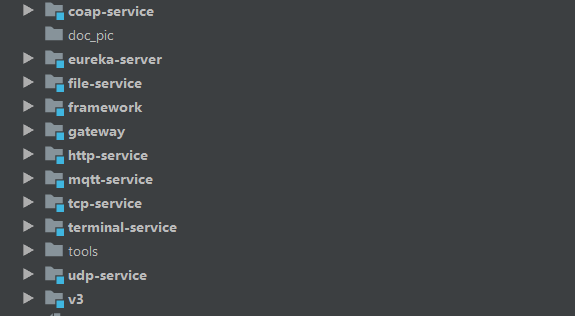 coap-service
doc_pic
eureka-server
file-service
framework
gateway
http-service
mqtt-service
tcp-service
terminal-service
tools
udp-service
v3